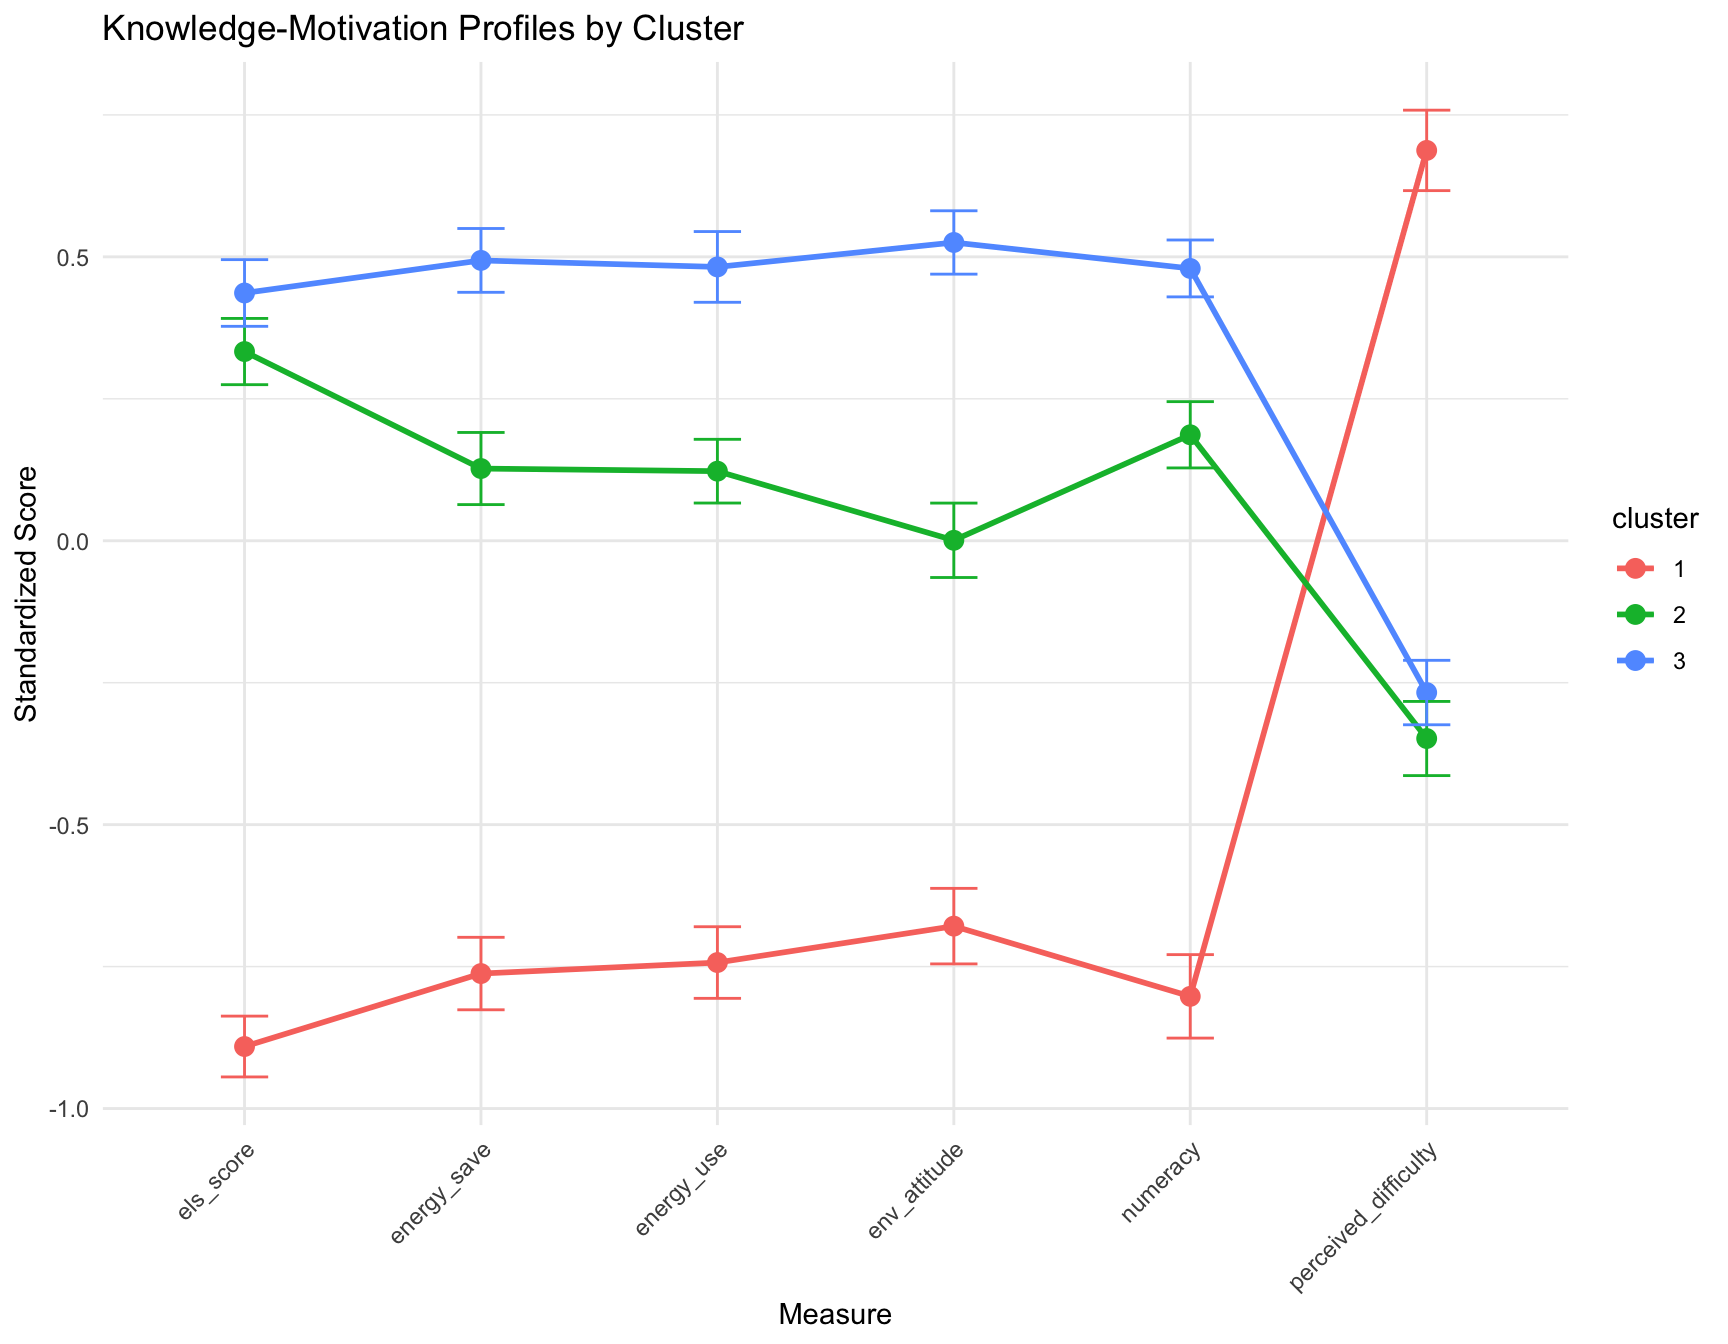 Knowledge-Motivation Profiles by Cluster
Standardized Score
0.5
0.0
-0.5
-1.0
els_score
energy_save
energy_use
env_attitude
numeracy
perceived_difficulty
Measure
cluster
1
2
3